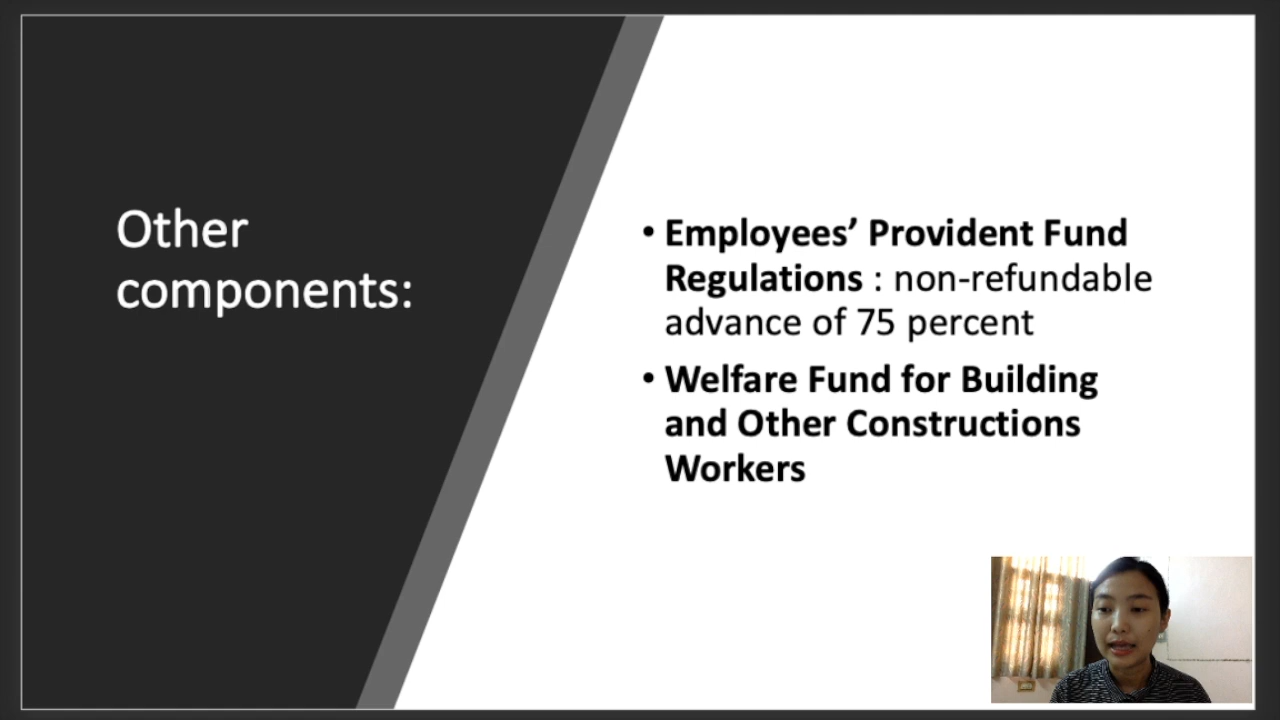 Other
components:
• Employees’ Provident Fund
Regulations : non-refundable
advance of 75 percent
• Welfare Fund for Building
and Other Constructions
Workers